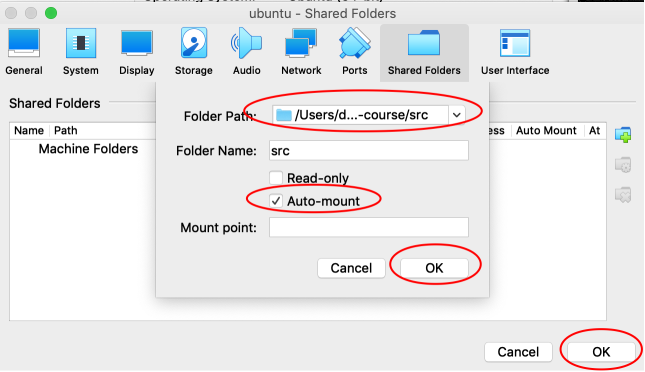 ubuntu - Shared Folders
General System Display Storage Audio Network Ports Shared Folders User Interface
Shared Folders
Folder Path: /Users/d...-course/src
Name Path ess Auto Mount At
Machine Folders
Folder Name: src
Read-only
Auto-mount
Mount point:
Cancel OK
Cancel OK